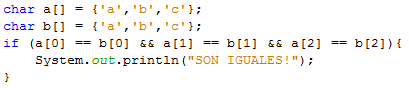 char a[] = {'a','b','c'};
char b[] = {'a','b','c'};
if (a[0] == b[0] && a[1] == b[1] && a[2] == b[2]){
    System.out.println("SON IGUALES!");
}